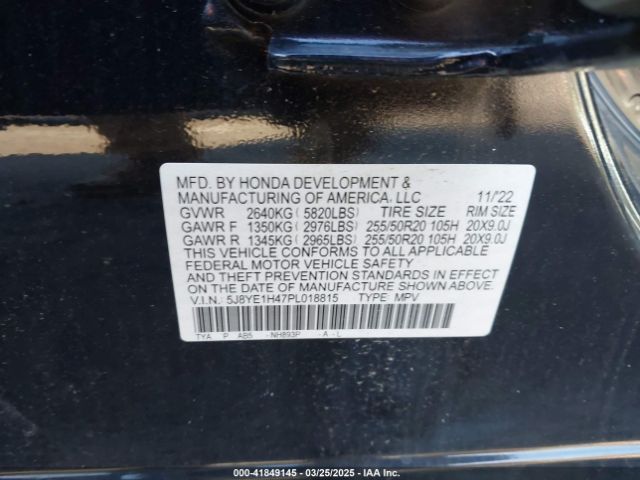 MFD. BY HONDA DEVELOPMENT &
MANUFACTURING OF AMERICA, LLC 11/'22
GVWR 2640KG (5820LBS) TIRE SIZE RIM SIZE
GAWR F 1350KG (2976LBS) 255/50R20 105H 20X9.0J
GAWR R 1345KG (2965LBS) 255/50R20 105H 20X9.0J
THIS VEHICLE CONFORMS TO ALL APPLICABLE
FEDERAL MOTOR VEHICLE SAFETY
AND THEFT PREVENTION STANDARDS IN EFFECT
ON THE DATE OF MANUFACTURE SHOWN ABOVE.
V.I.N.: 5J8YE1H47PL018815 TYPE: MPV
TYA P AB5 NH893P -A -L
00-41849145 - 03/25/2025 - IAA Inc.